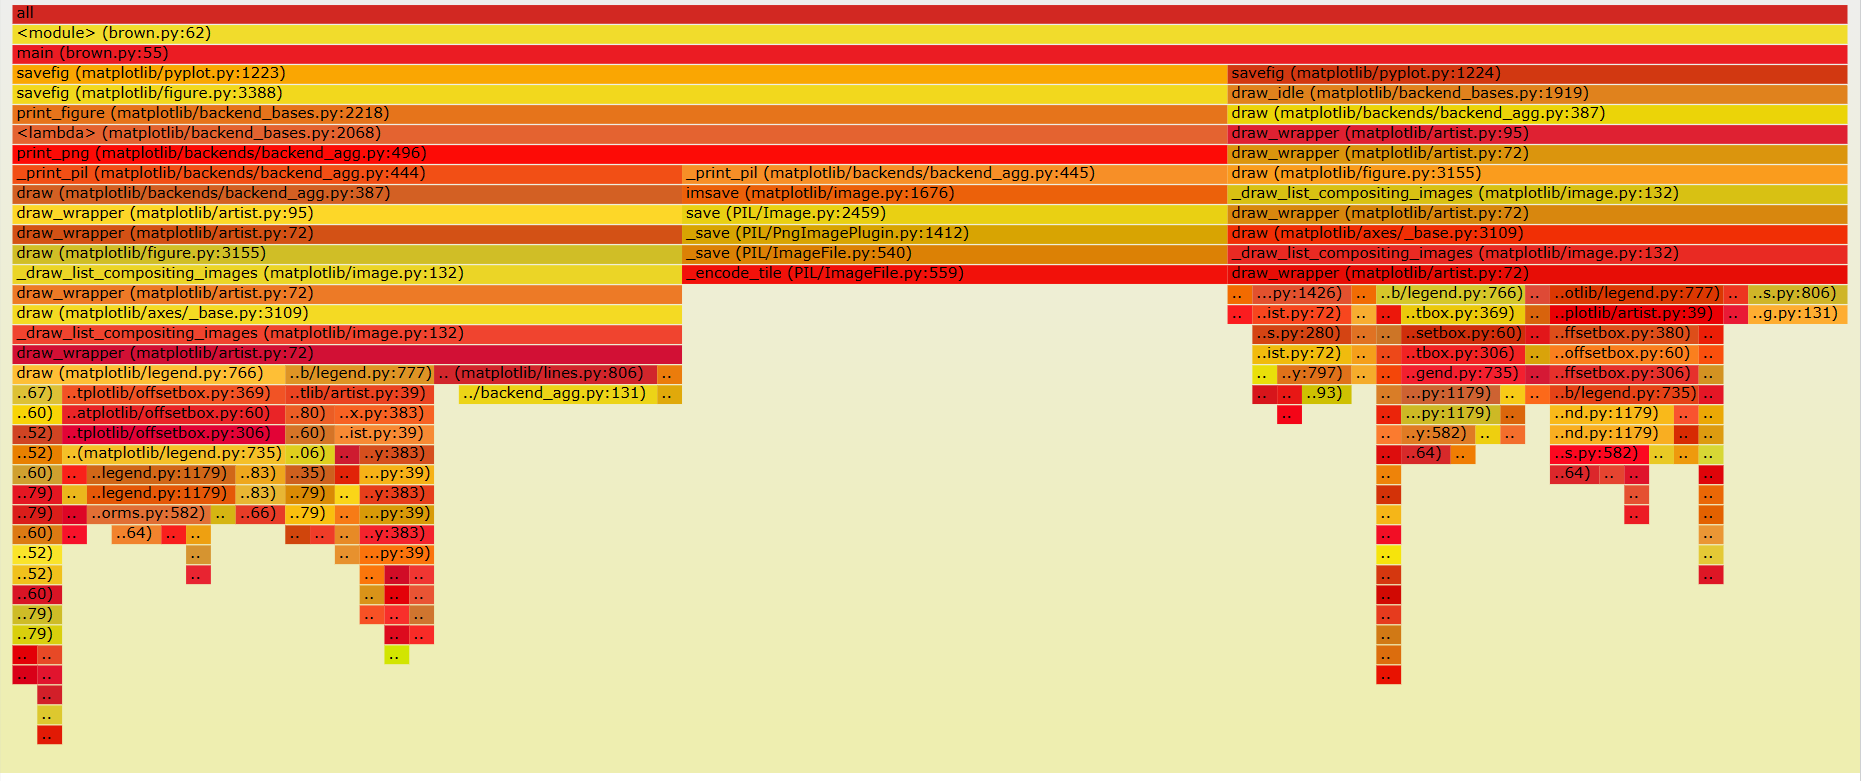 all
<module> (brown.py:62)
main (brown.py:55)
savefig (matplotlib/pyplot.py:1223) savefig (matplotlib/pyplot.py:1224)
savefig (matplotlib/figure.py:3388) draw_idle (matplotlib/backend_bases.py:1919)
print_figure (matplotlib/backend_bases.py:2218) draw (matplotlib/backends/backend_agg.py:387)
<lambda> (matplotlib/backend_bases.py:2068) draw_wrapper (matplotlib/artist.py:95)
print_png (matplotlib/backends/backend_agg.py:496) draw_wrapper (matplotlib/artist.py:72)
_print_pil (matplotlib/backends/backend_agg.py:444) _print_pil (matplotlib/backends/backend_agg.py:445) draw (matplotlib/figure.py:3155)
draw (matplotlib/backends/backend_agg.py:387) imsave (matplotlib/image.py:1676) _draw_list_compositing_images (matplotlib/image.py:132)
draw_wrapper (matplotlib/artist.py:95) save (PIL/Image.py:2459) draw_wrapper (matplotlib/artist.py:72)
draw_wrapper (matplotlib/artist.py:72) _save (PIL/PngImagePlugin.py:1412) draw (matplotlib/axes/_base.py:3109)
draw (matplotlib/figure.py:3155) _save (PIL/ImageFile.py:540) _draw_list_compositing_images (matplotlib/image.py:132)
_draw_list_compositing_images (matplotlib/image.py:132) _encode_tile (PIL/ImageFile.py:559) draw_wrapper (matplotlib/artist.py:72)
draw_wrapper (matplotlib/artist.py:72) .. ...py:1426) .. ..b/legend.py:766) .. ..otlib/legend.py:777) .. ..s.py:806)
draw (matplotlib/axes/_base.py:3109) .. ..ist.py:72) .. .. ..tbox.py:369) .. ..plotlib/artist.py:39) .. ..g.py:131)
_draw_list_compositing_images (matplotlib/image.py:132) ..s.py:280) .. .. ..setbox.py:60) .. ..ffsetbox.py:380) ..
draw_wrapper (matplotlib/artist.py:72) ..ist.py:72) .. .. ..tbox.py:306) .. ..offsetbox.py:60) ..
draw (matplotlib/legend.py:766) ..b/legend.py:777) .. (matplotlib/lines.py:806) .. .. ..y:797) .. .. ..gend.py:735) .. ..ffsetbox.py:306) ..
..67) ..tplotlib/offsetbox.py:369) ..tlib/artist.py:39) ../backend_agg.py:131) .. .. .. ..93) .. ...py:1179) .. .. ..b/legend.py:735) ..
..60) ..atplotlib/offsetbox.py:60) ..80) ..x.py:383) .. .. ...py:1179) .. ..nd.py:1179) .. ..
..52) ..tplotlib/offsetbox.py:306) ..60) ..ist.py:39) .. ..y:582) .. .. ..nd.py:1179) .. ..
..52) ..(matplotlib/legend.py:735) ..06) .. ..y:383) .. ..64) .. ..s.py:582) .. .. ..
..60) .. ..legend.py:1179) ..83) ..35) .. ...py:39) .. ..64) .. .. ..
..79) .. ..legend.py:1179) ..83) ..79) .. ..y:383) .. .. ..
..79) .. ..orms.py:582) .. ..66) ..79) .. ...py:39) .. .. ..
..60) .. ..64) .. .. .. .. .. ..y:383) .. ..
..52) .. .. ...py:39) .. ..
..52) .. .. .. .. .. ..
..60) .. .. .. ..
..79) .. .. .. ..
..79) .. .. ..
.. .. .. ..
.. .. ..
..
..
..